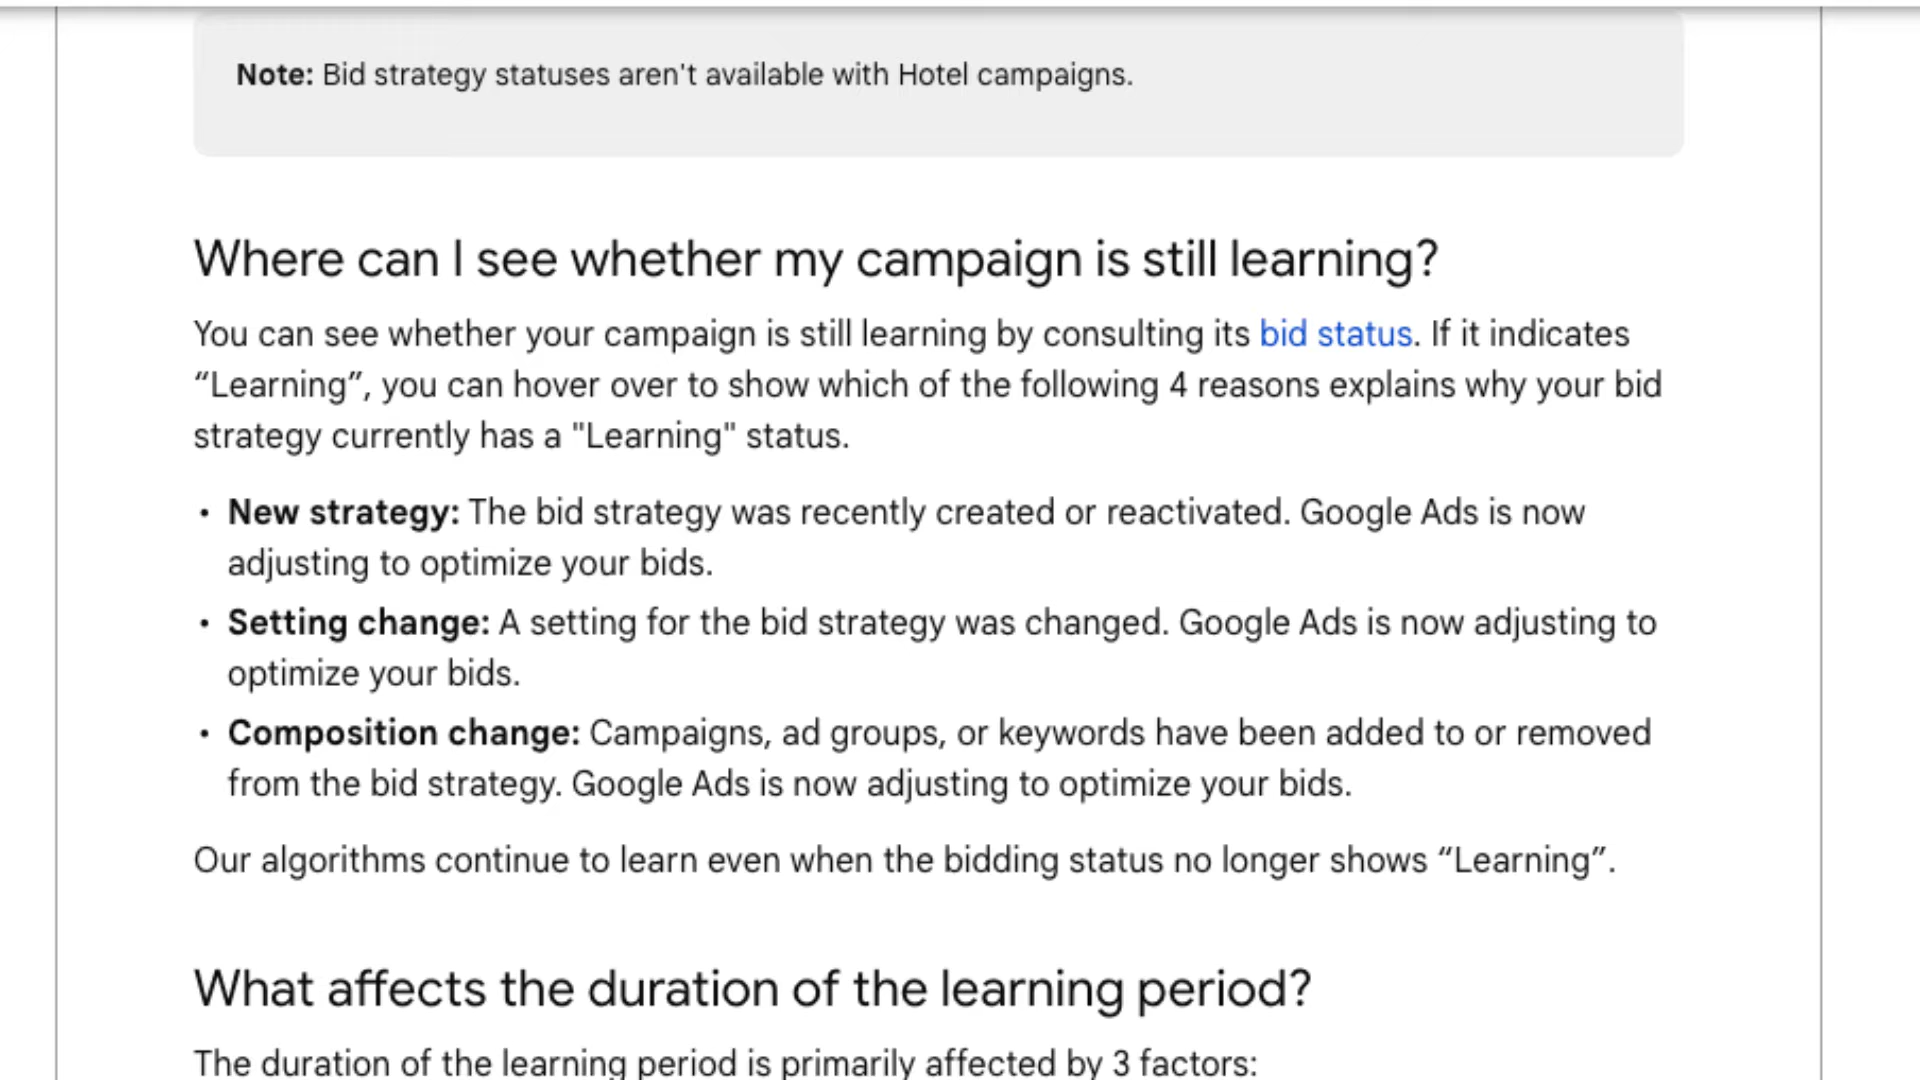 Note: Bid strategy statuses aren't available with Hotel campaigns.
Where can I see whether my campaign is still learning?
You can see whether your campaign is still learning by consulting its bid status. If it indicates
“Learning”, you can hover over to show which of the following 4 reasons explains why your bid
strategy currently has a "Learning" status.
• New strategy: The bid strategy was recently created or reactivated. Google Ads is now
adjusting to optimize your bids.
• Setting change: A setting for the bid strategy was changed. Google Ads is now adjusting to
optimize your bids.
• Composition change: Campaigns, ad groups, or keywords have been added to or removed
from the bid strategy. Google Ads is now adjusting to optimize your bids.
Our algorithms continue to learn even when the bidding status no longer shows “Learning”.
What affects the duration of the learning period?
The duration of the learning period is primarily affected by 3 factors: